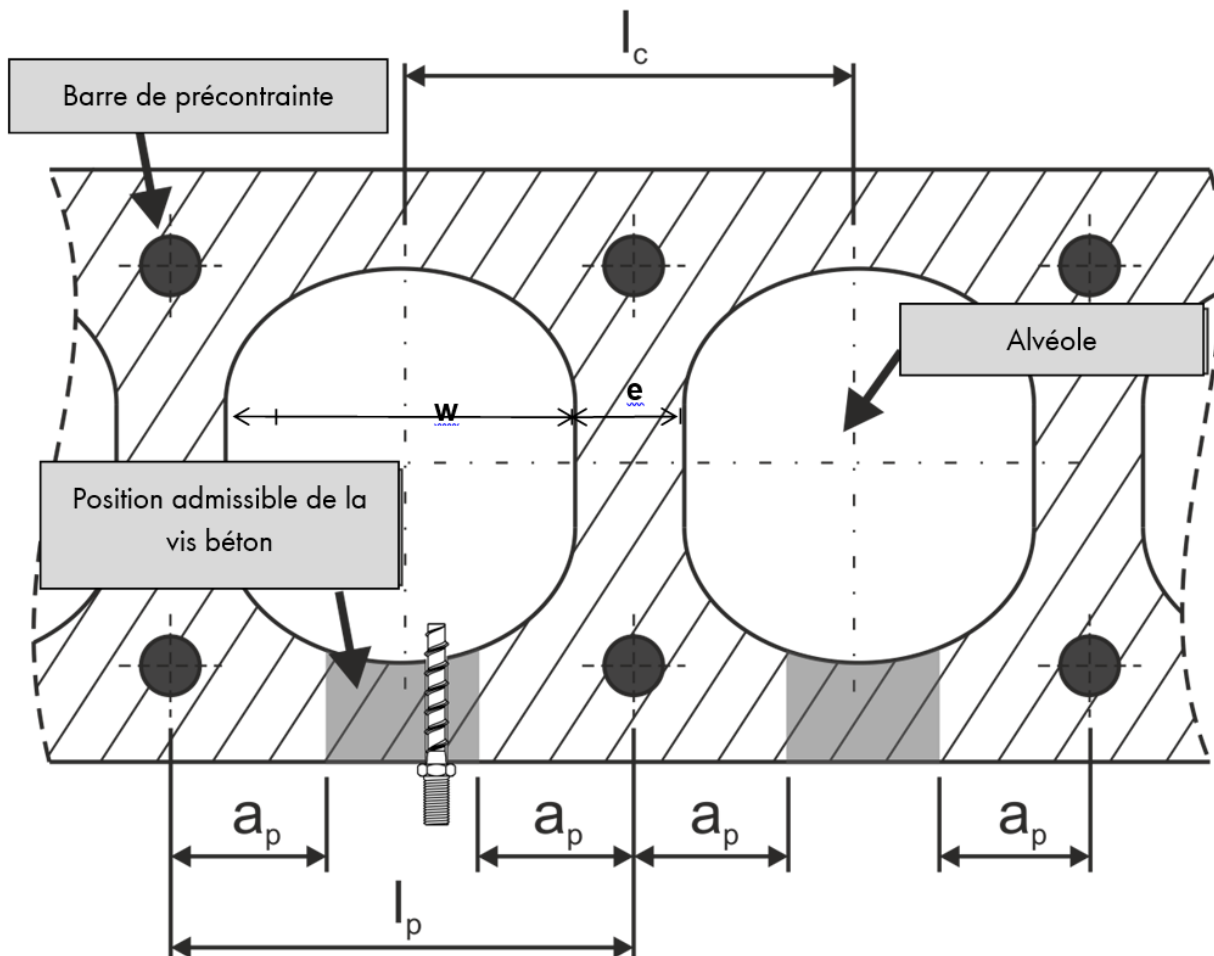 l_c
Barre de précontrainte
Alvéole
w
e
Position admissible de la
vis béton
a_p a_p a_p a_p
l_p